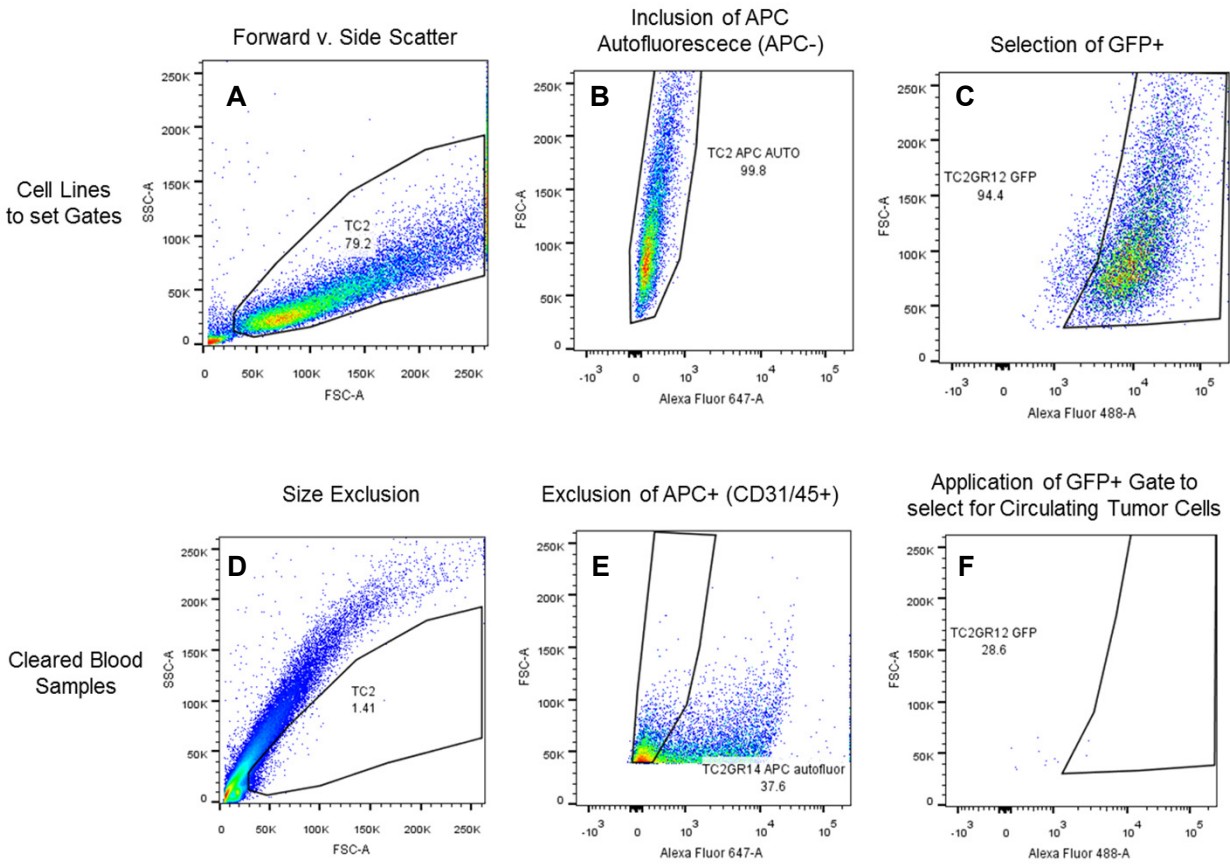 Forward v. Side Scatter
Inclusion of APC
Autofluorescece (APC-)
Selection of GFP+
Cell Lines
to set Gates
A
250K
200K
150K
100K
50K
0
SSC-A
TC2
79.2
0 50K 100K 150K 200K 250K
FSC-A
B
250K
200K
150K
100K
50K
0
FSC-A
TC2 APC AUTO
99.8
-10³ 0 10³ 10⁴ 10⁵
Alexa Fluor 647-A
C
250K
200K
150K
100K
50K
0
FSC-A
TC2GR12 GFP
94.4
-10³ 0 10³ 10⁴ 10⁵
Alexa Fluor 488-A
Size Exclusion
Exclusion of APC+ (CD31/45+)
Application of GFP+ Gate to
select for Circulating Tumor Cells
Cleared Blood
Samples
D
250K
200K
150K
100K
50K
0
SSC-A
TC2
1.41
0 50K 100K 150K 200K 250K
FSC-A
E
250K
200K
150K
100K
50K
0
FSC-A
TC2GR14 APC autofluor
37.6
-10³ 0 10³ 10⁴ 10⁵
Alexa Fluor 647-A
F
250K
200K
150K
100K
50K
0
FSC-A
TC2GR12 GFP
28.6
-10³ 0 10³ 10⁴ 10⁵
Alexa Fluor 488-A